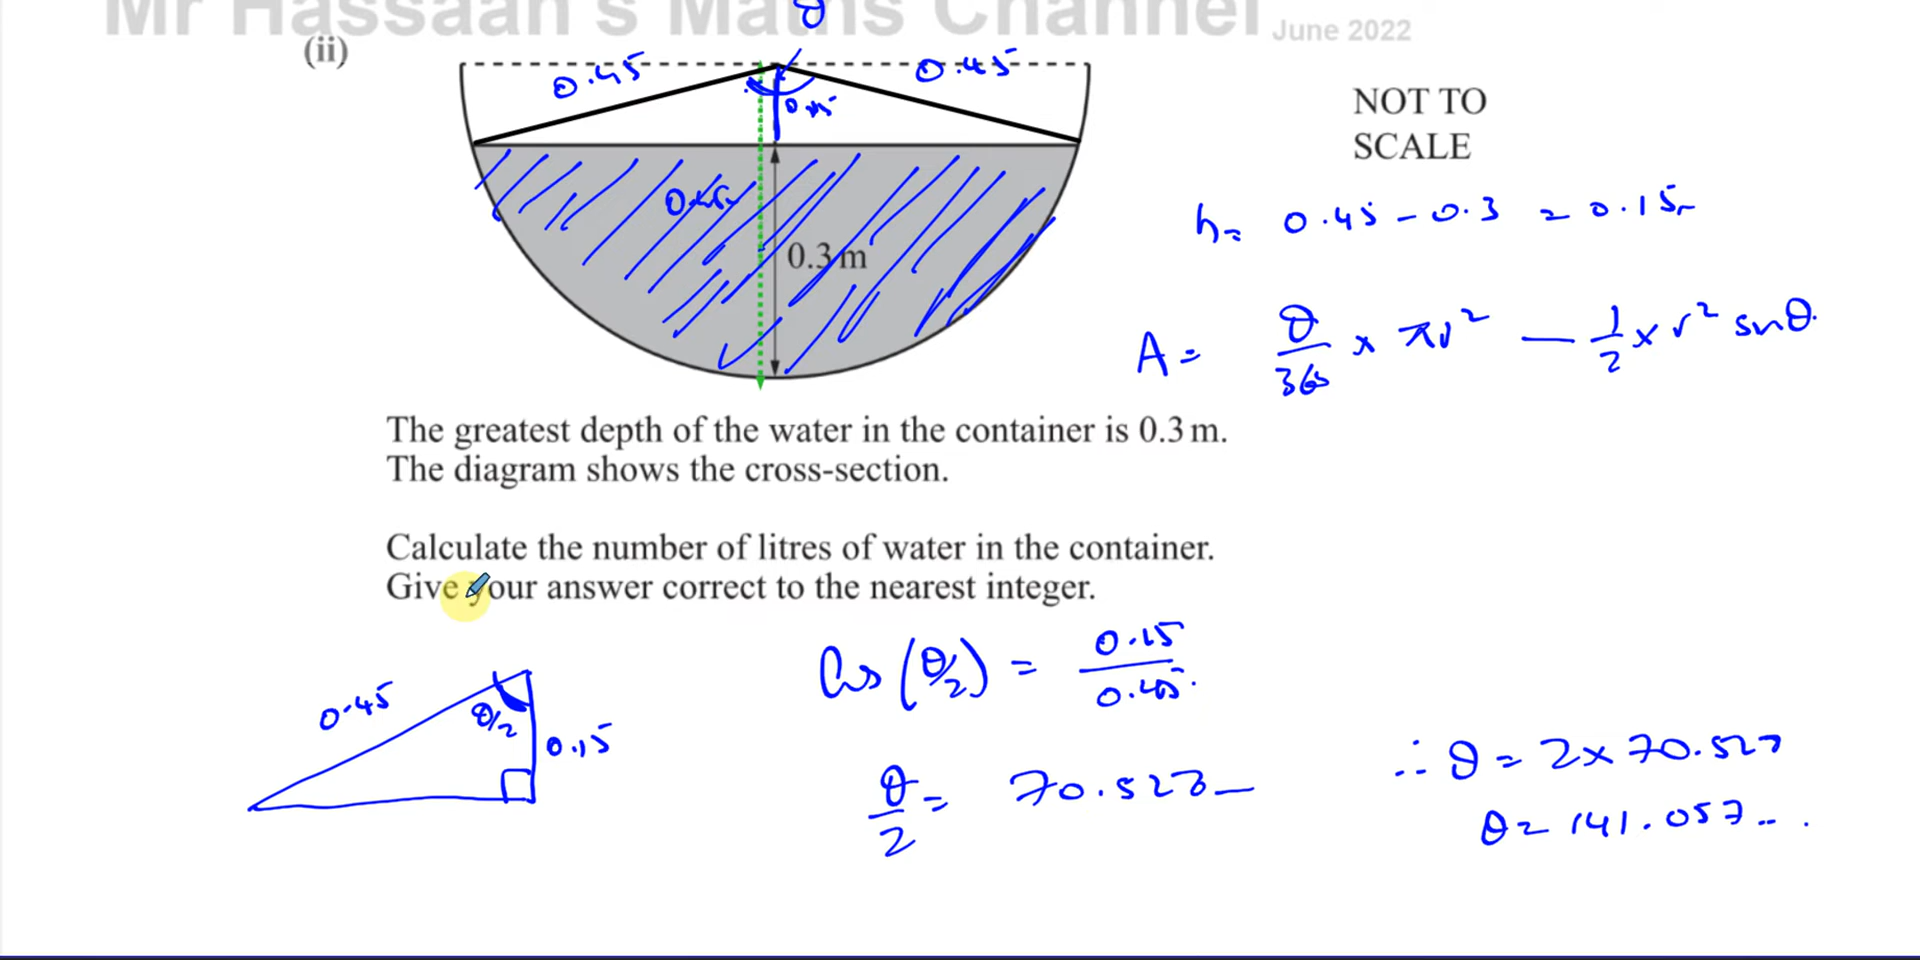 Mr Hassaan's Maths Channel
June 2022
(ii)
θ
0.45
0.45
NOT TO
SCALE
0.15
0.45
0.3 m
h = 0.45 - 0.3 = 0.15
A = θ/360 × πr² - 1/2 × r² sinθ
The greatest depth of the water in the container is 0.3 m.
The diagram shows the cross-section.
Calculate the number of litres of water in the container.
Give your answer correct to the nearest integer.
0.45
θ/2
0.15
Cos (θ/2) = 0.15/0.45
θ/2 = 70.528
∴ θ = 2 × 70.527
θ = 141.057...